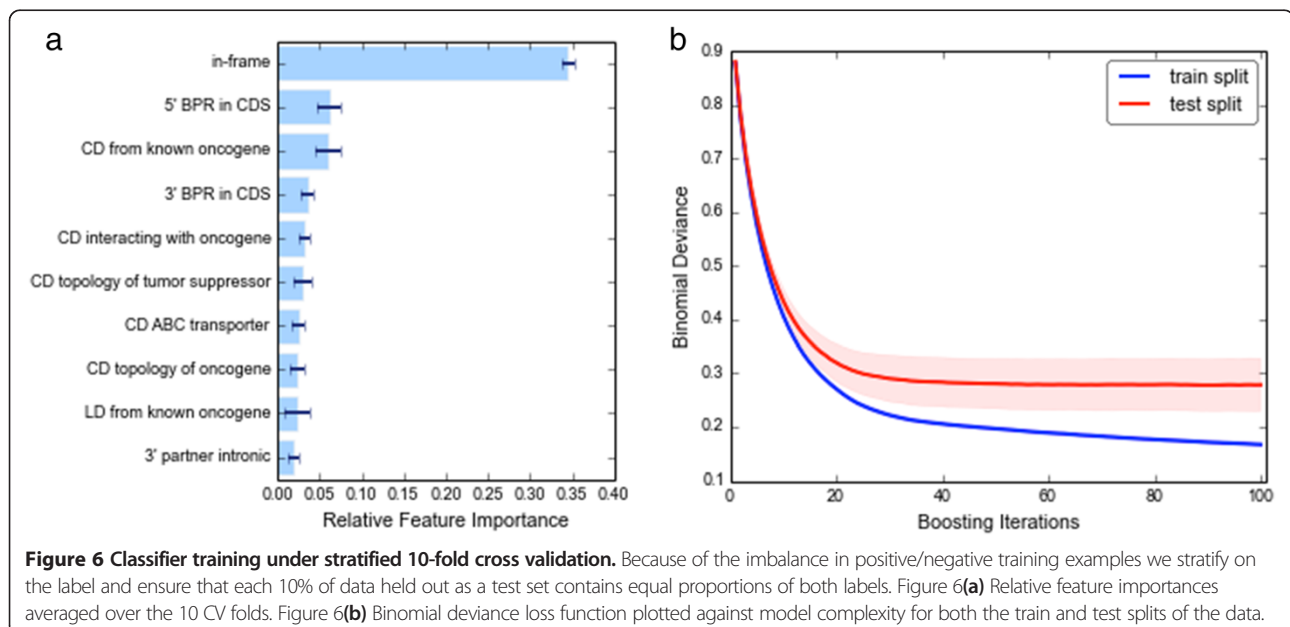 a
in-frame
5' BPR in CDS
CD from known oncogene
3' BPR in CDS
CD interacting with oncogene
CD topology of tumor suppressor
CD ABC transporter
CD topology of oncogene
LD from known oncogene
3' partner intronic
0.00 0.05 0.10 0.15 0.20 0.25 0.30 0.35 0.40
Relative Feature Importance
b
0.9
0.8
0.7
0.6
0.5
0.4
0.3
0.2
0.1
Binomial Deviance
train split
test split
0 20 40 60 80 100
Boosting Iterations
Figure 6 Classifier training under stratified 10-fold cross validation. Because of the imbalance in positive/negative training examples we stratify on
the label and ensure that each 10% of data held out as a test set contains equal proportions of both labels. Figure 6(a) Relative feature importances
averaged over the 10 CV folds. Figure 6(b) Binomial deviance loss function plotted against model complexity for both the train and test splits of the data.